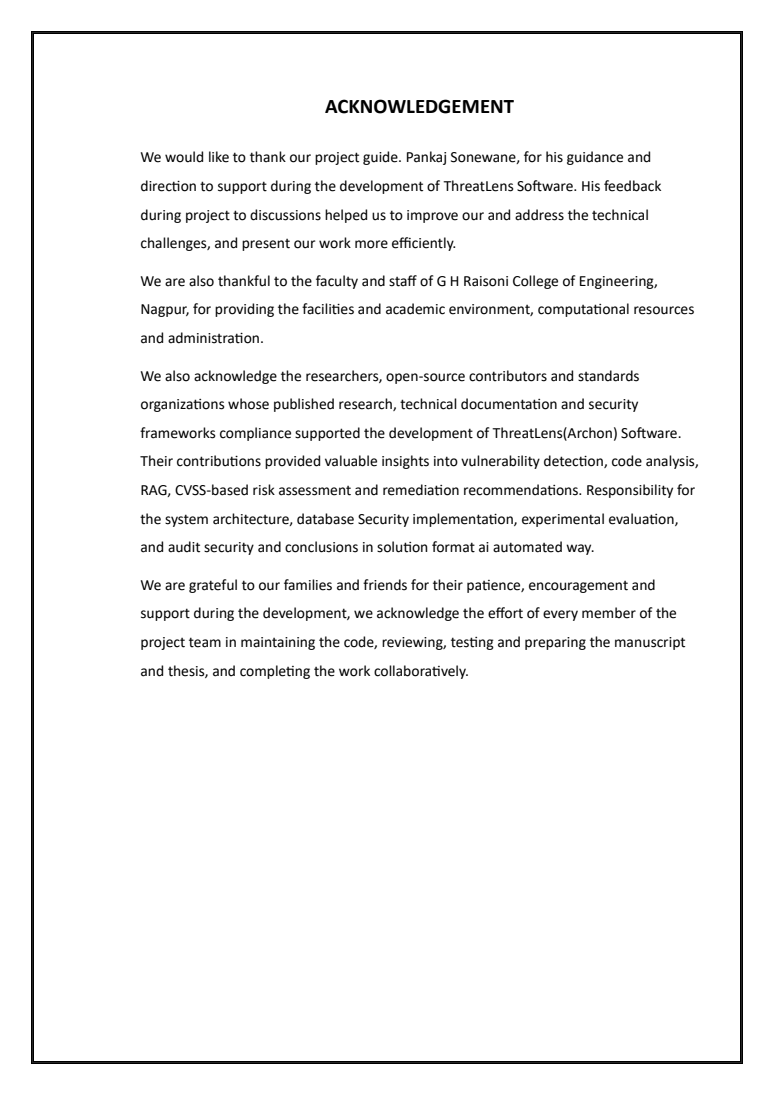 ACKNOWLEDGEMENT
We would like to thank our project guide. Pankaj Sonewane, for his guidance and
direction to support during the development of ThreatLens Software. His feedback
during project to discussions helped us to improve our and address the technical
challenges, and present our work more efficiently.
We are also thankful to the faculty and staff of G H Raisoni College of Engineering,
Nagpur, for providing the facilities and academic environment, computational resources
and administration.
We also acknowledge the researchers, open-source contributors and standards
organizations whose published research, technical documentation and security
frameworks compliance supported the development of ThreatLens(Archon) Software.
Their contributions provided valuable insights into vulnerability detection, code analysis,
RAG, CVSS-based risk assessment and remediation recommendations. Responsibility for
the system architecture, database Security implementation, experimental evaluation,
and audit security and conclusions in solution format ai automated way.
We are grateful to our families and friends for their patience, encouragement and
support during the development, we acknowledge the effort of every member of the
project team in maintaining the code, reviewing, testing and preparing the manuscript
and thesis, and completing the work collaboratively.